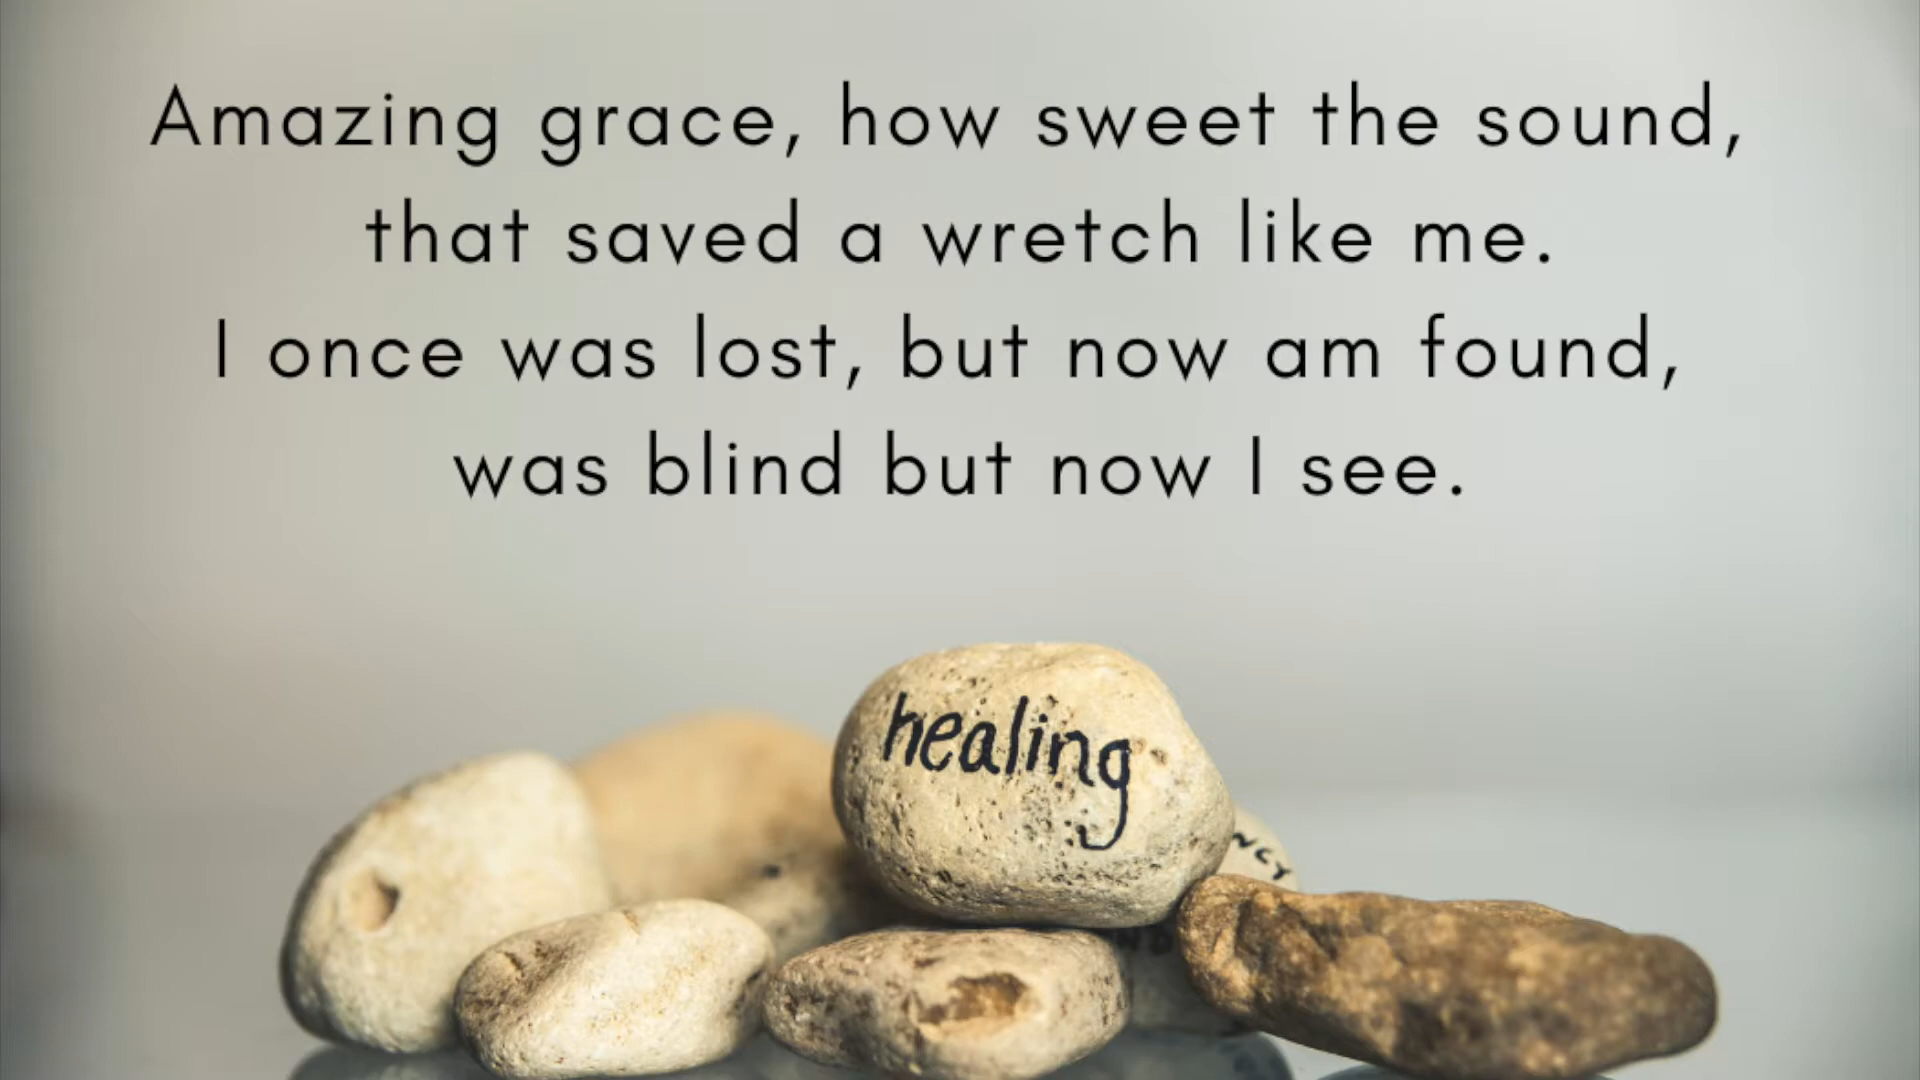 Amazing grace, how sweet the sound,
that saved a wretch like me.
I once was lost, but now am found,
was blind but now I see.
healing